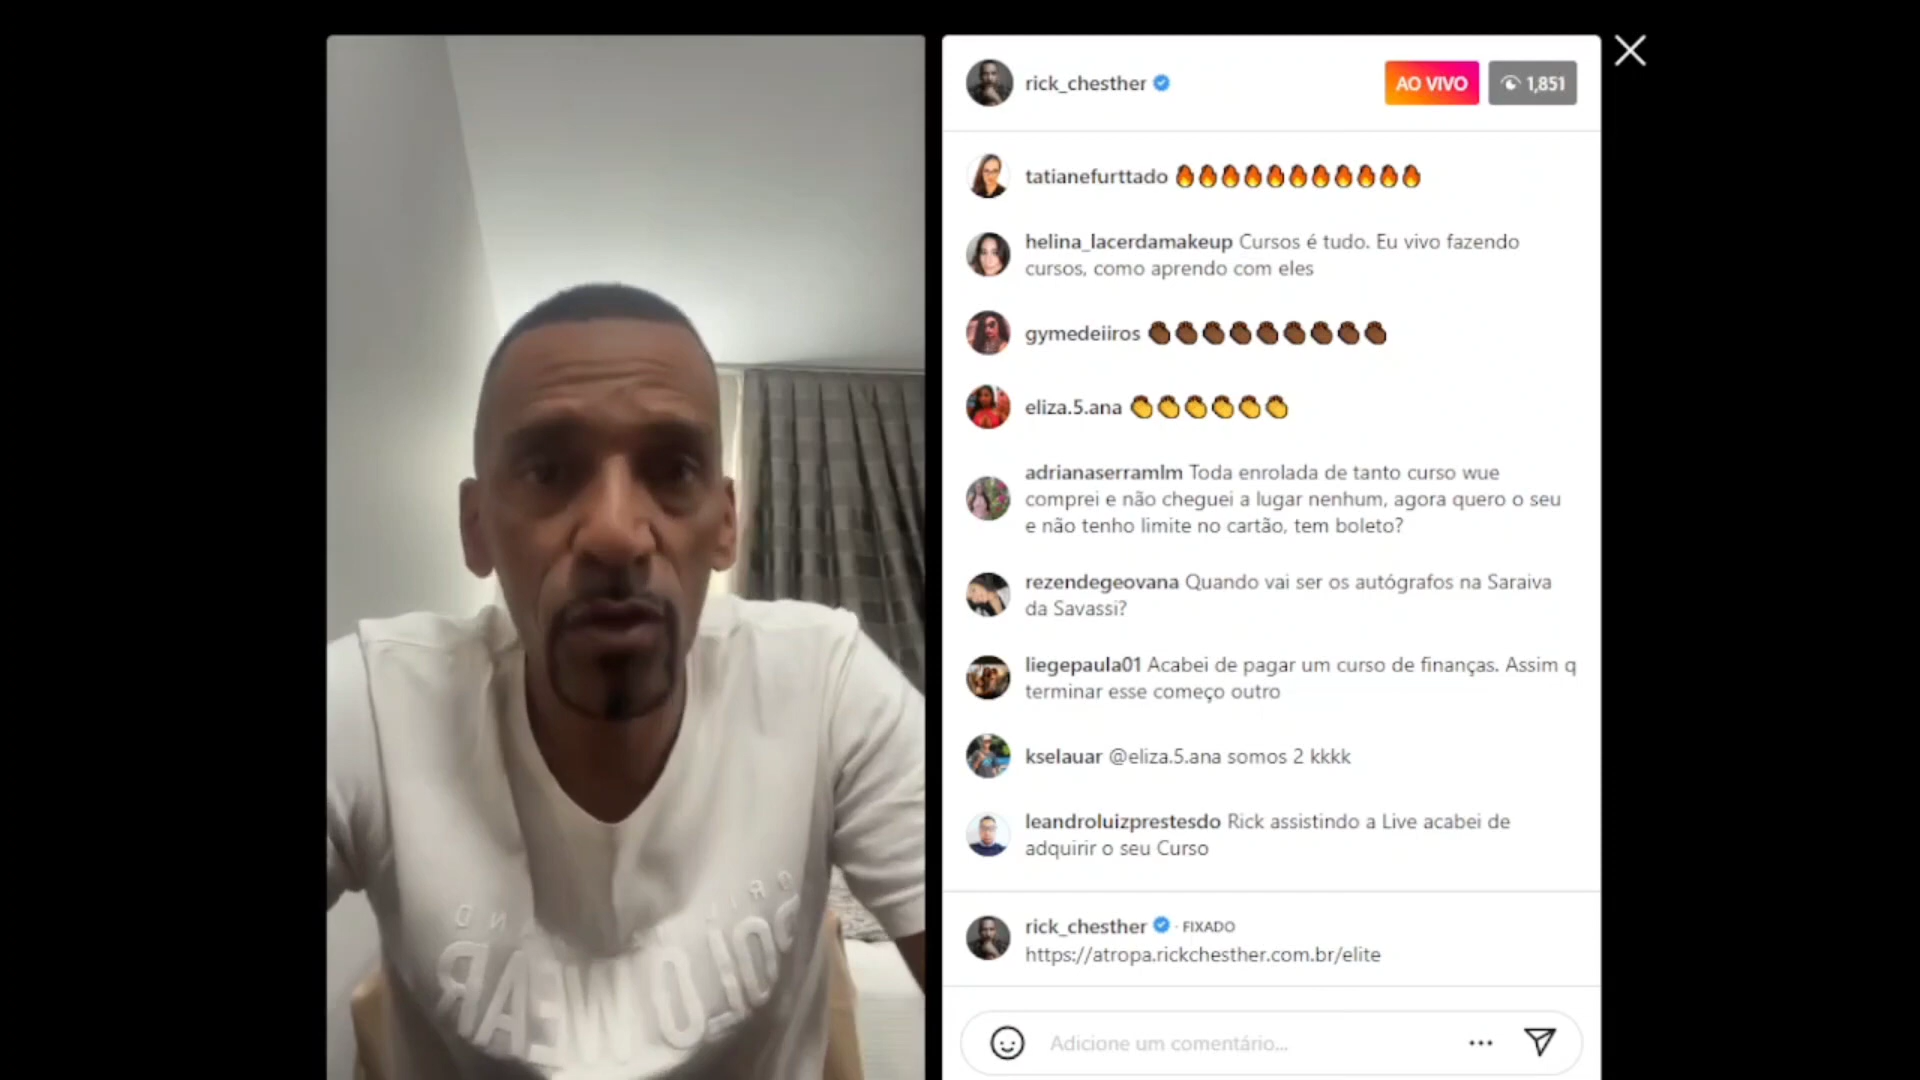 rick_chesther
AO VIVO
1,851
tatianefurttado
helina_lacerdamakeup Cursos é tudo. Eu vivo fazendo
cursos, como aprendo com eles
gymedeiiros
eliza.5.ana
adrianaserramlm Toda enrolada de tanto curso wue
comprei e não cheguei a lugar nenhum, agora quero o seu
e não tenho limite no cartão, tem boleto?
rezendegeovana Quando vai ser os autógrafos na Saraiva
da Savassi?
liegepaula01 Acabei de pagar um curso de finanças. Assim q
terminar esse começo outro
kselauar @eliza.5.ana somos 2 kkkk
leandroluizprestesdo Rick assistindo a Live acabei de
adquirir o seu Curso
rick_chesther · FIXADO
https://atropa.rickchesther.com.br/elite
Adicione um comentário...
POLO WEAR